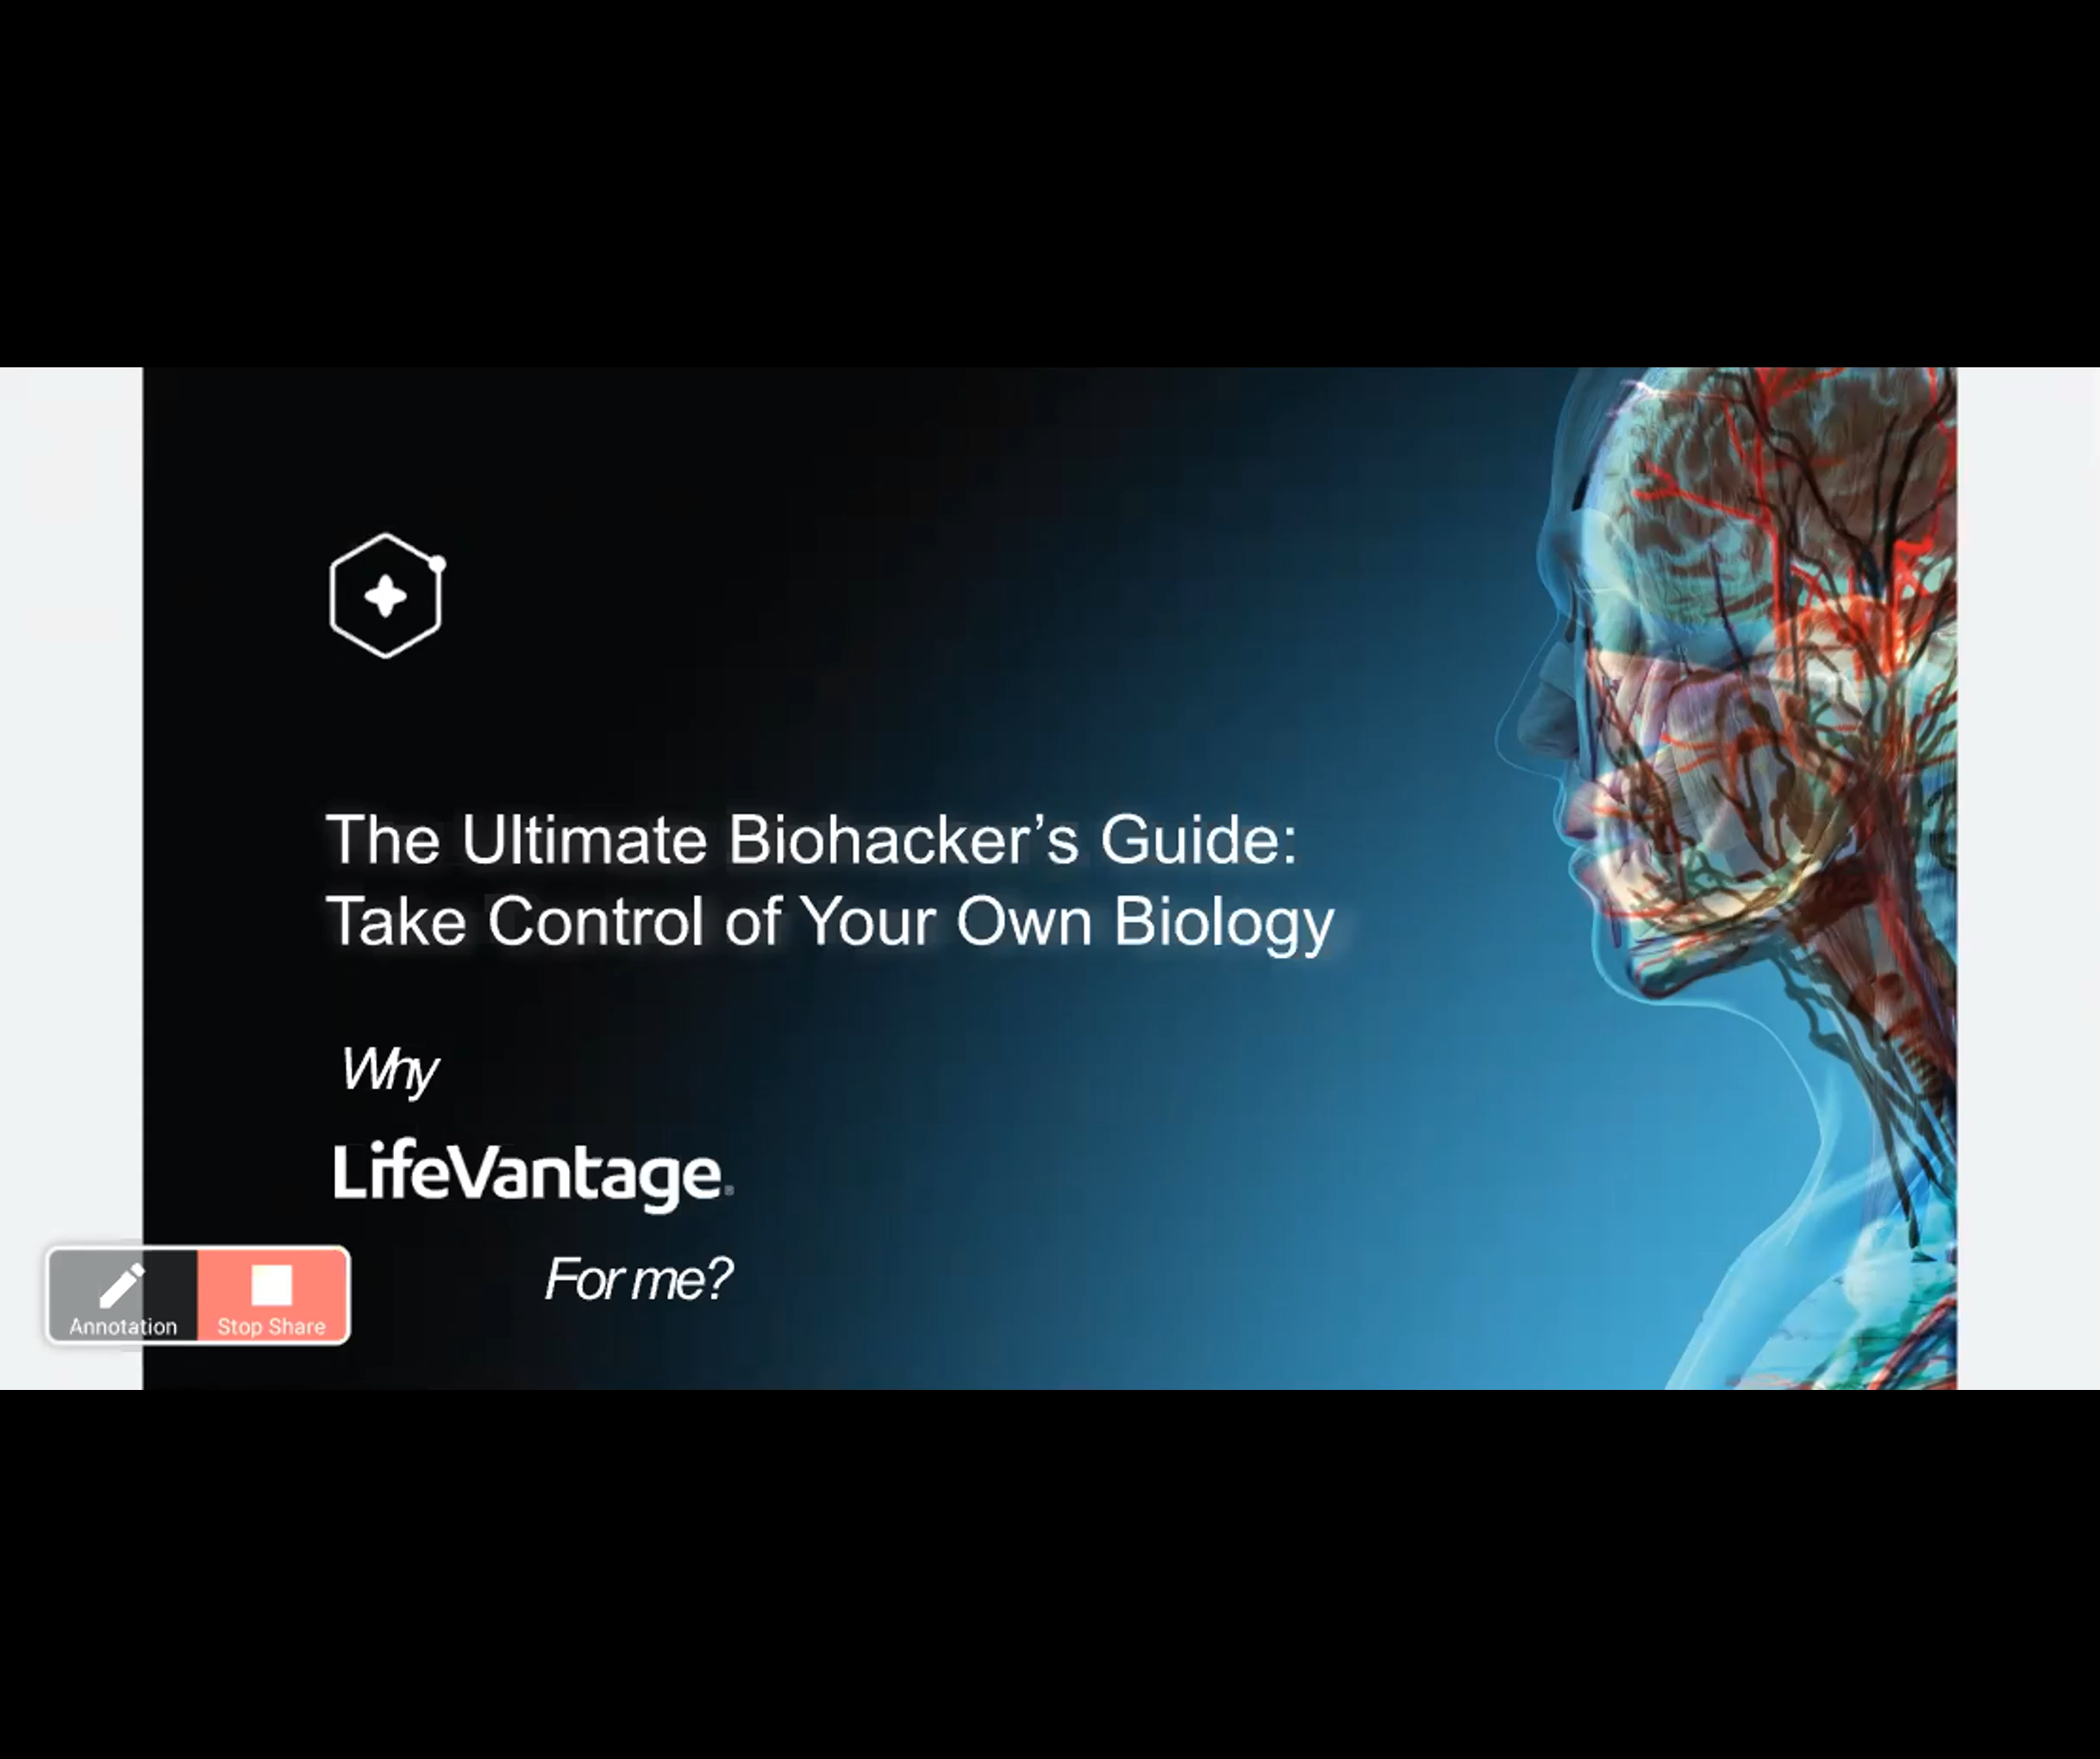 The Ultimate Biohacker’s Guide:
Take Control of Your Own Biology
Why
LifeVantage
For me?
Annotation
Stop Share